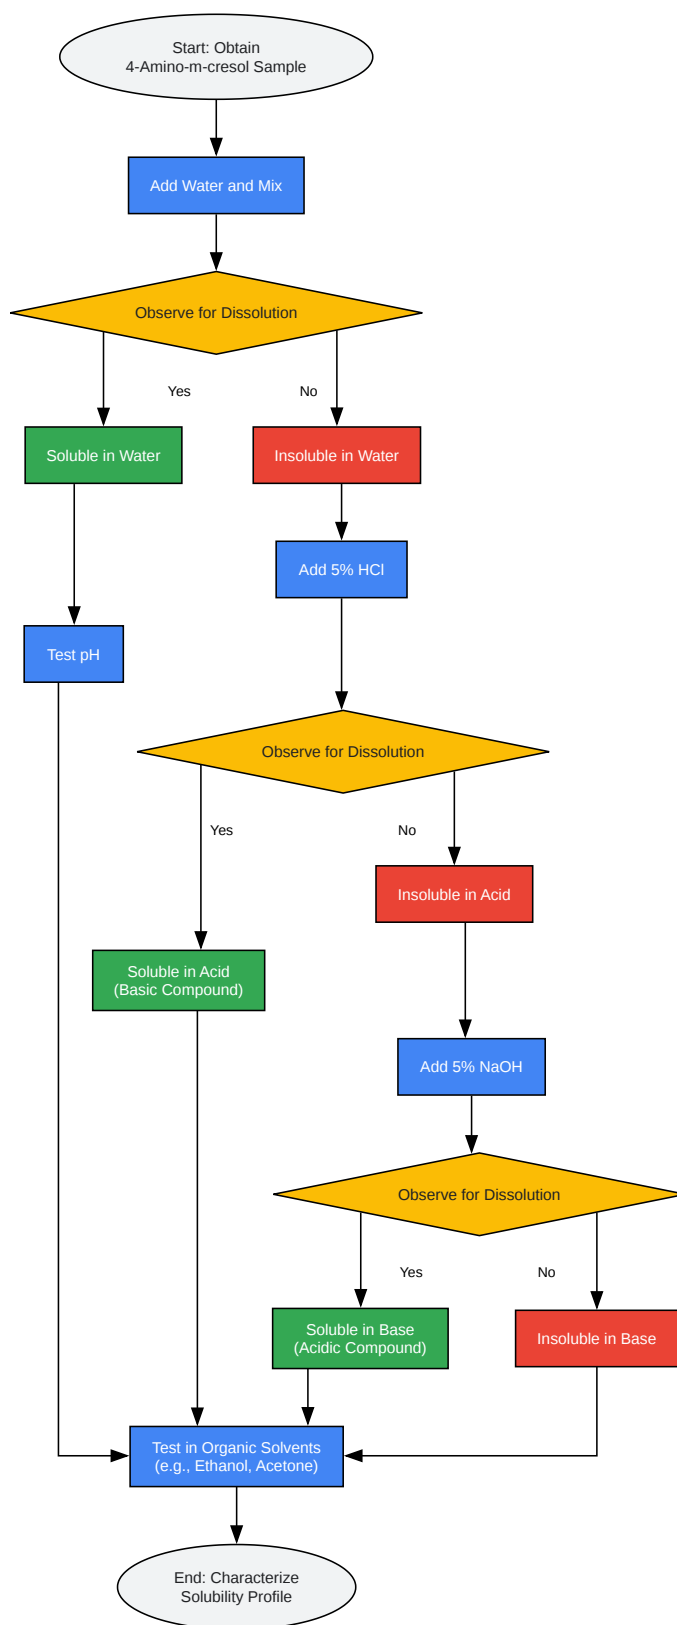 Start: Obtain
4-Amino-m-cresol Sample
Add Water and Mix
Observe for Dissolution
Yes
No
Soluble in Water
Insoluble in Water
Add 5% HCl
Test pH
Observe for Dissolution
Yes
No
Insoluble in Acid
Soluble in Acid
(Basic Compound)
Add 5% NaOH
Observe for Dissolution
Yes
No
Soluble in Base
(Acidic Compound)
Insoluble in Base
Test in Organic Solvents
(e.g., Ethanol, Acetone)
End: Characterize
Solubility Profile